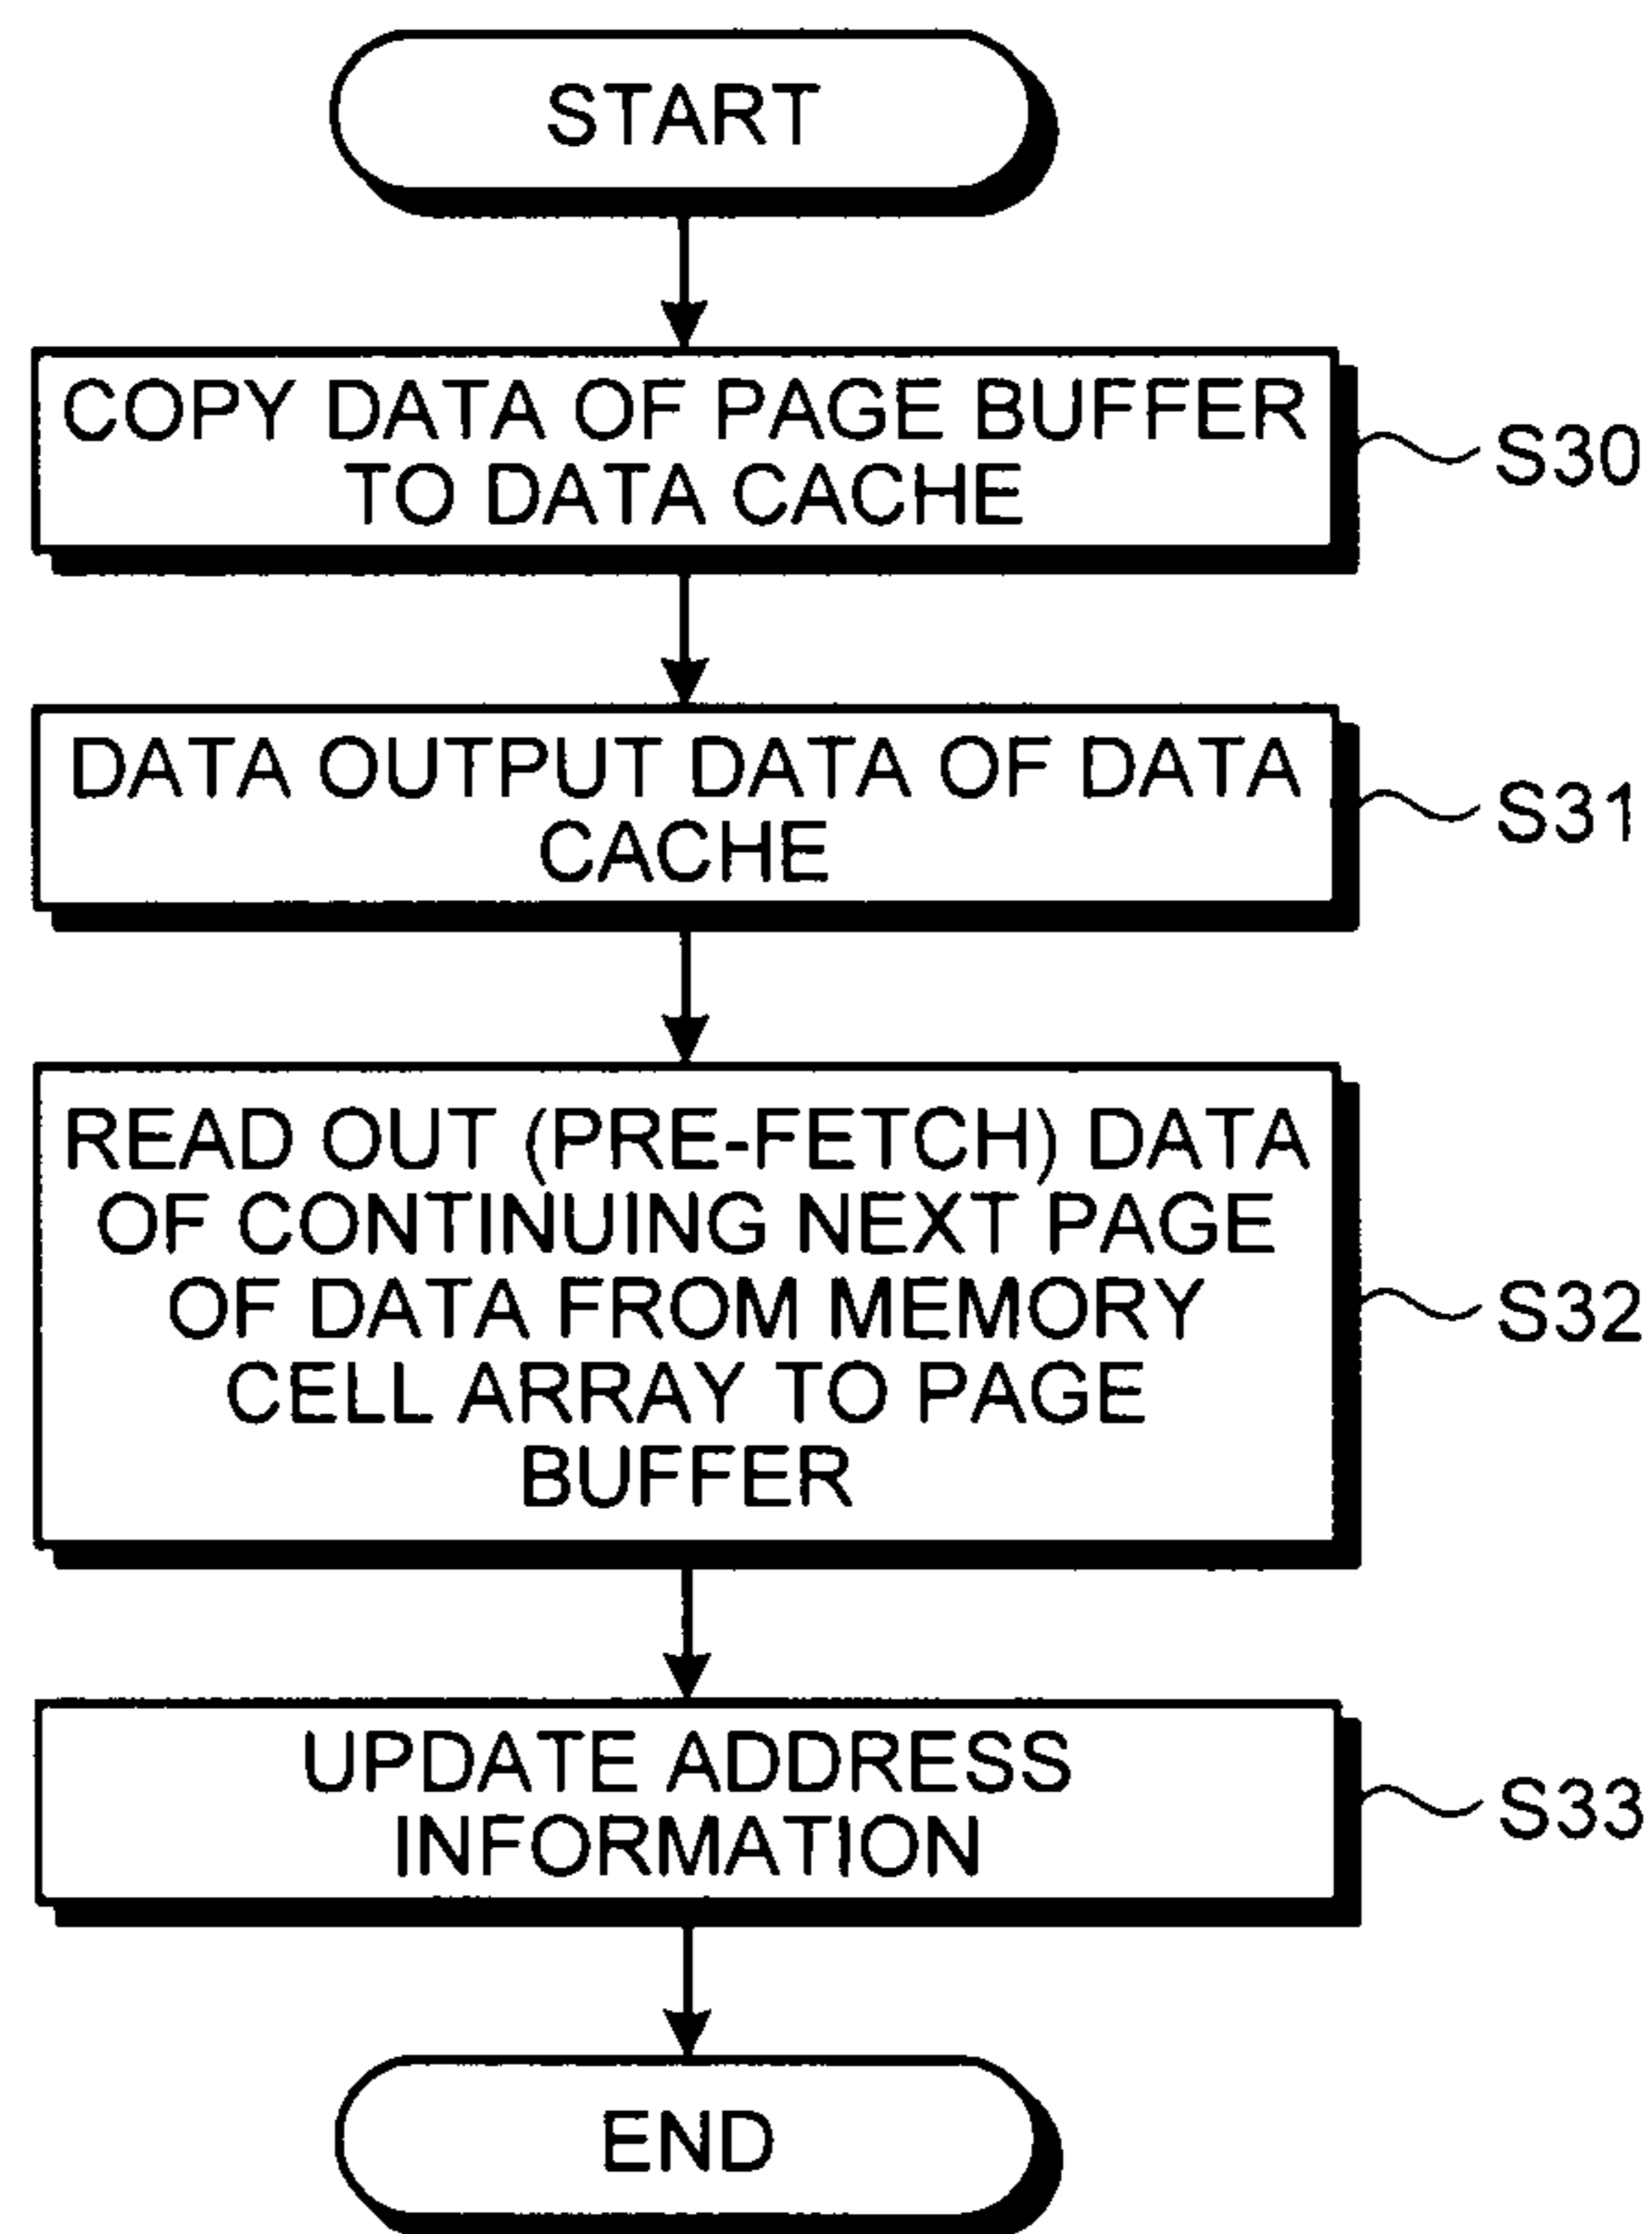 START
COPY DATA OF PAGE BUFFER
TO DATA CACHE
S30
DATA OUTPUT DATA OF DATA
CACHE
S31
READ OUT (PRE-FETCH) DATA
OF CONTINUING NEXT PAGE
OF DATA FROM MEMORY
CELL ARRAY TO PAGE
BUFFER
S32
UPDATE ADDRESS
INFORMATION
S33
END